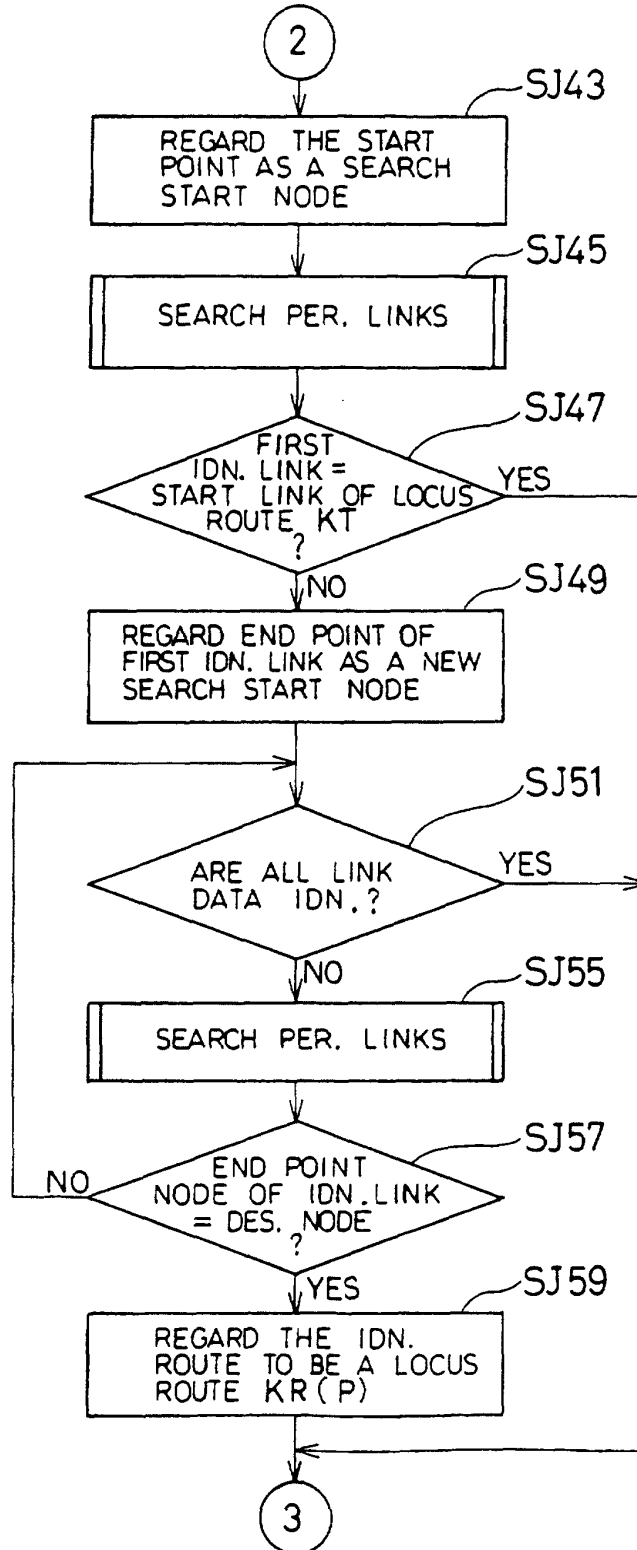 2
SJ43
REGARD THE START
POINT AS A SEARCH
START NODE
SJ45
SEARCH PER. LINKS
SJ47
FIRST
IDN. LINK =
START LINK OF LOCUS
ROUTE KT
?
YES
NO
SJ49
REGARD END POINT OF
FIRST IDN. LINK AS A NEW
SEARCH START NODE
SJ51
ARE ALL LINK
DATA IDN. ?
YES
NO
SJ55
SEARCH PER. LINKS
SJ57
END POINT
NODE OF IDN. LINK
= DES. NODE
?
NO
YES
SJ59
REGARD THE IDN.
ROUTE TO BE A LOCUS
ROUTE KR(P)
3